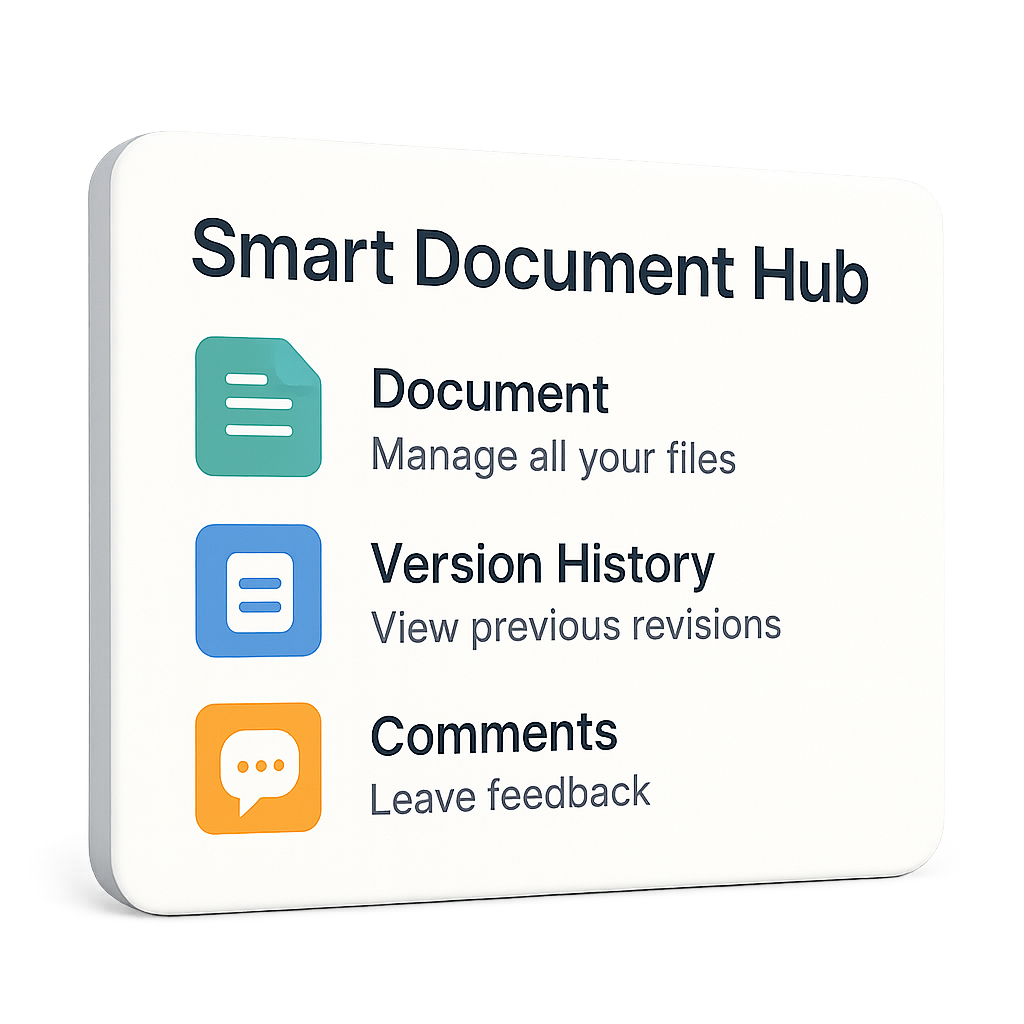 Smart Document Hub
Document
Manage all your files
Version History
View previous revisions
Comments
Leave feedback